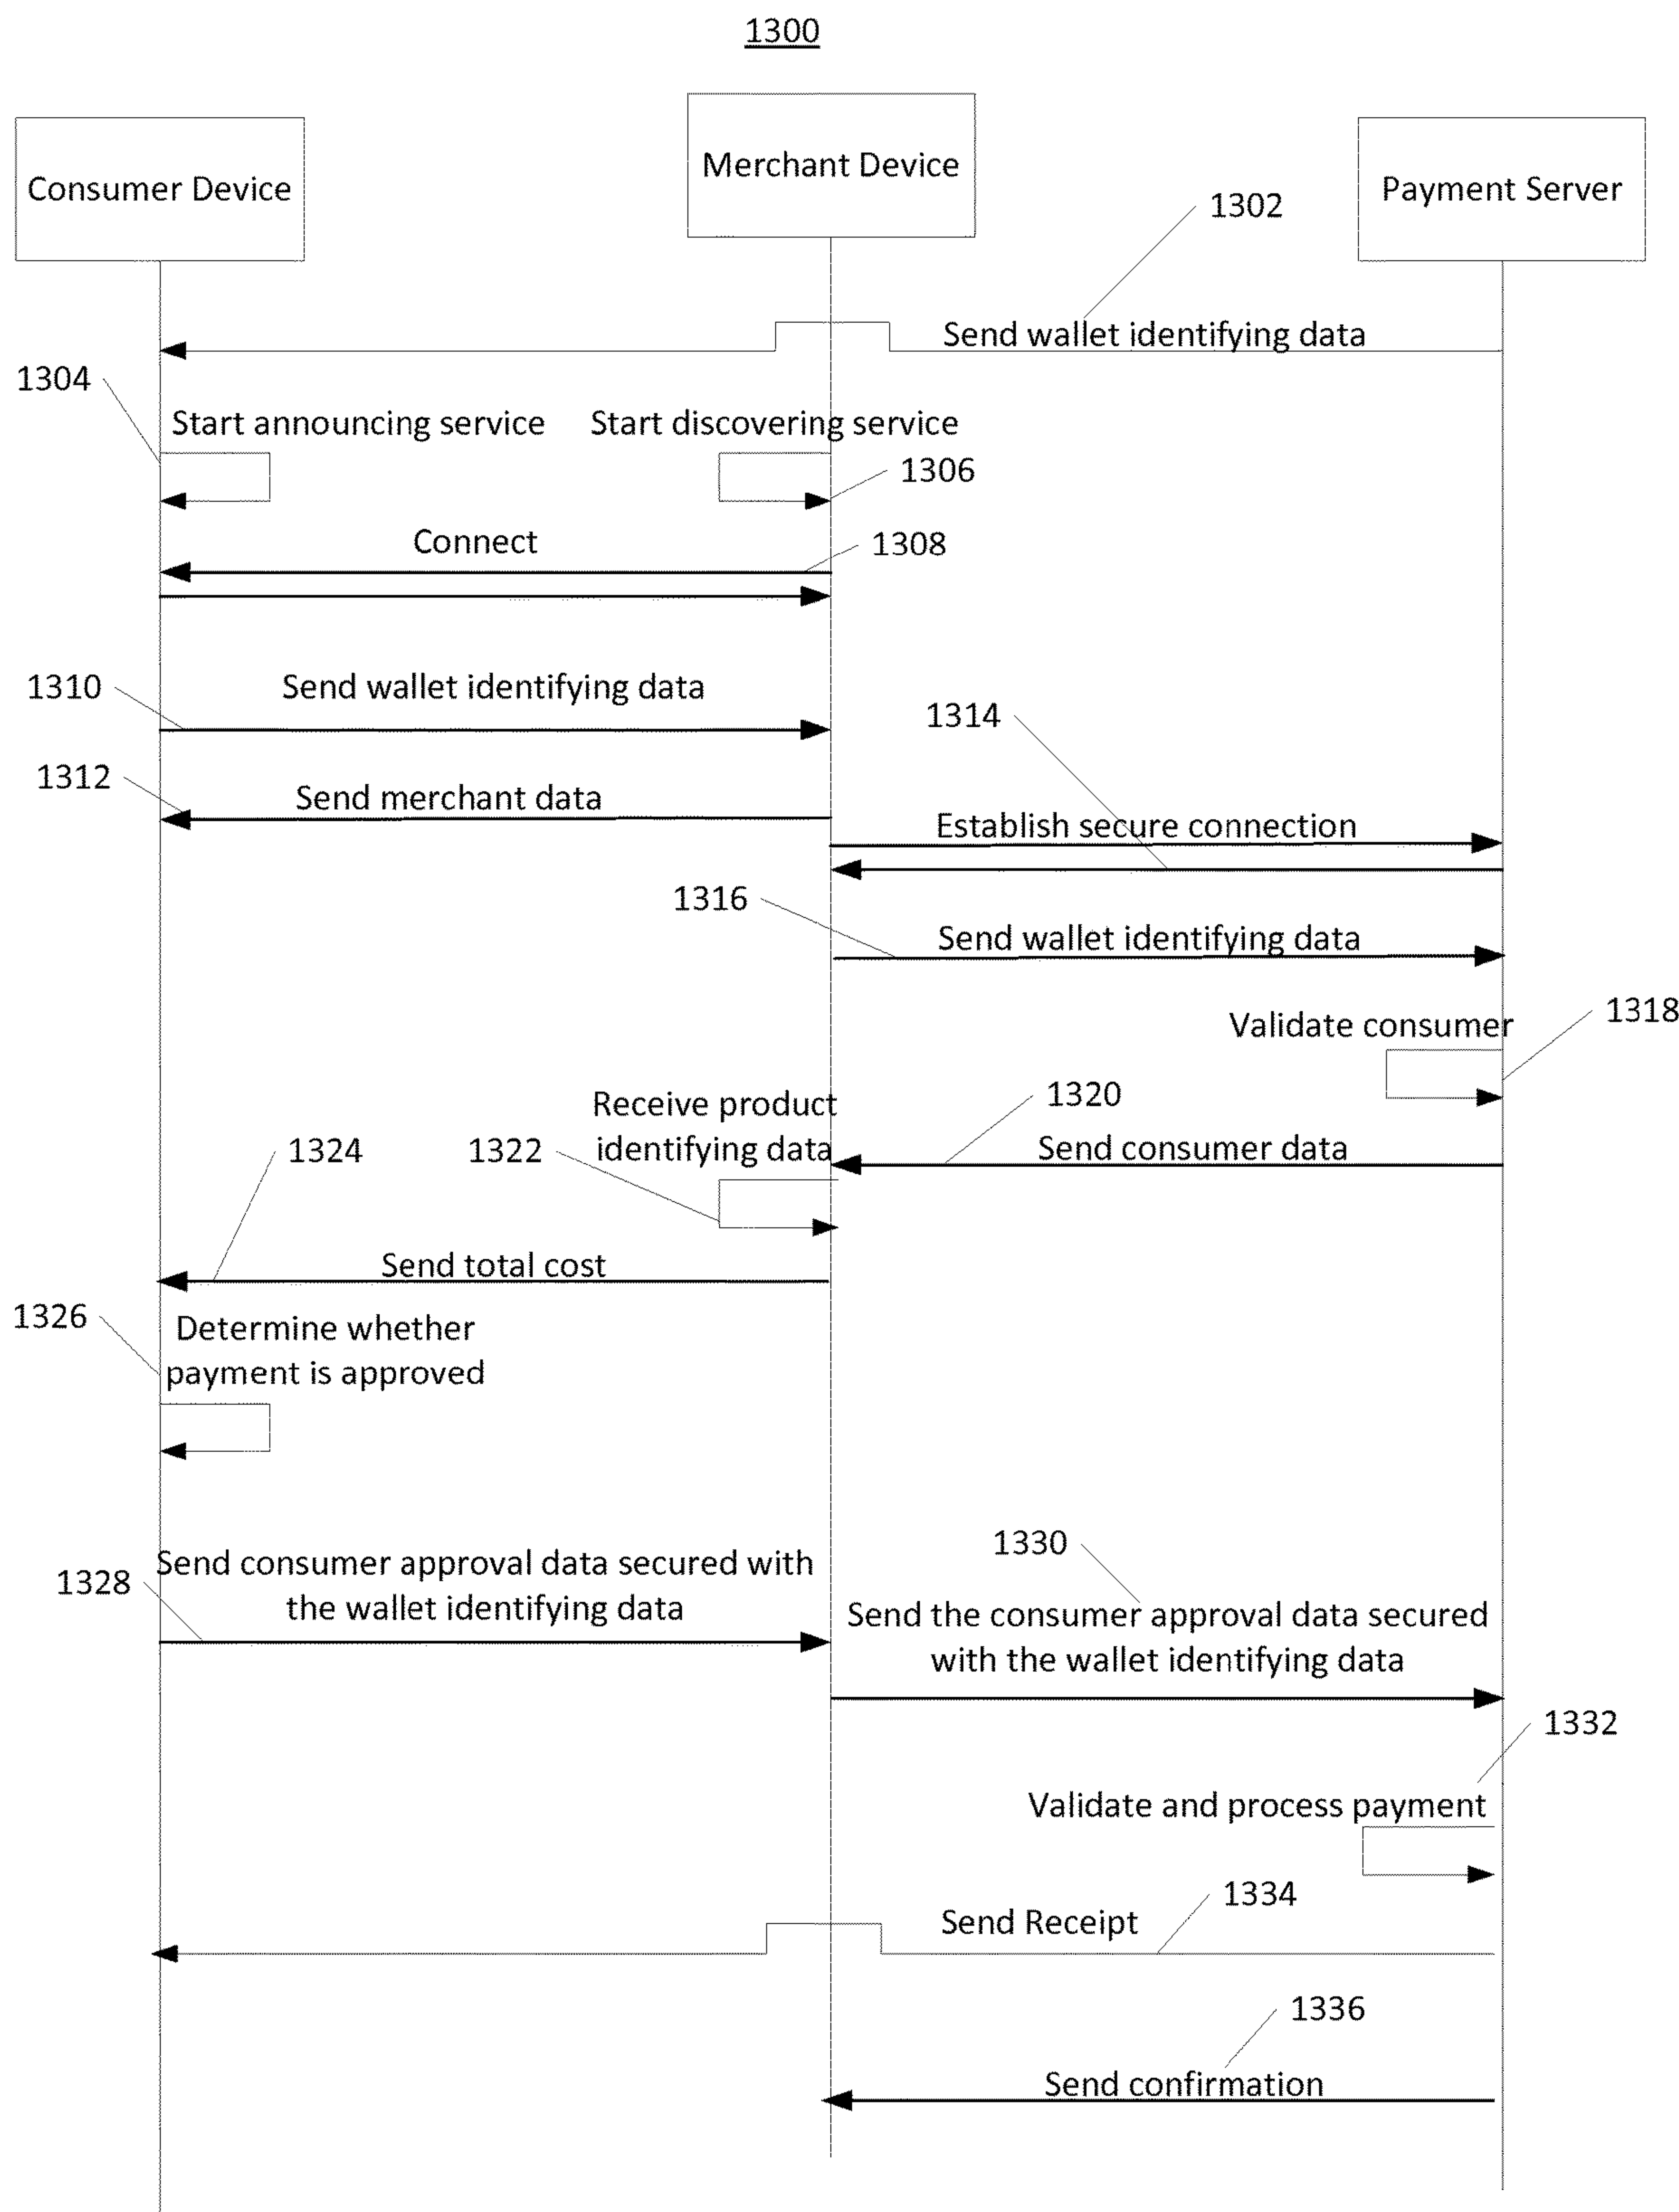 1300
Consumer Device
Merchant Device
Payment Server
1302
Send wallet identifying data
1304
Start announcing service
Start discovering service
1306
Connect
1308
1310
Send wallet identifying data
1314
1312
Send merchant data
Establish secure connection
1316
Send wallet identifying data
1318
Validate consumer
1320
Receive product
identifying data
1324
1322
Send consumer data
Send total cost
1326
Determine whether
payment is approved
1330
Send consumer approval data secured with
the wallet identifying data
1328
Send the consumer approval data secured
with the wallet identifying data
1332
Validate and process payment
1334
Send Receipt
1336
Send confirmation